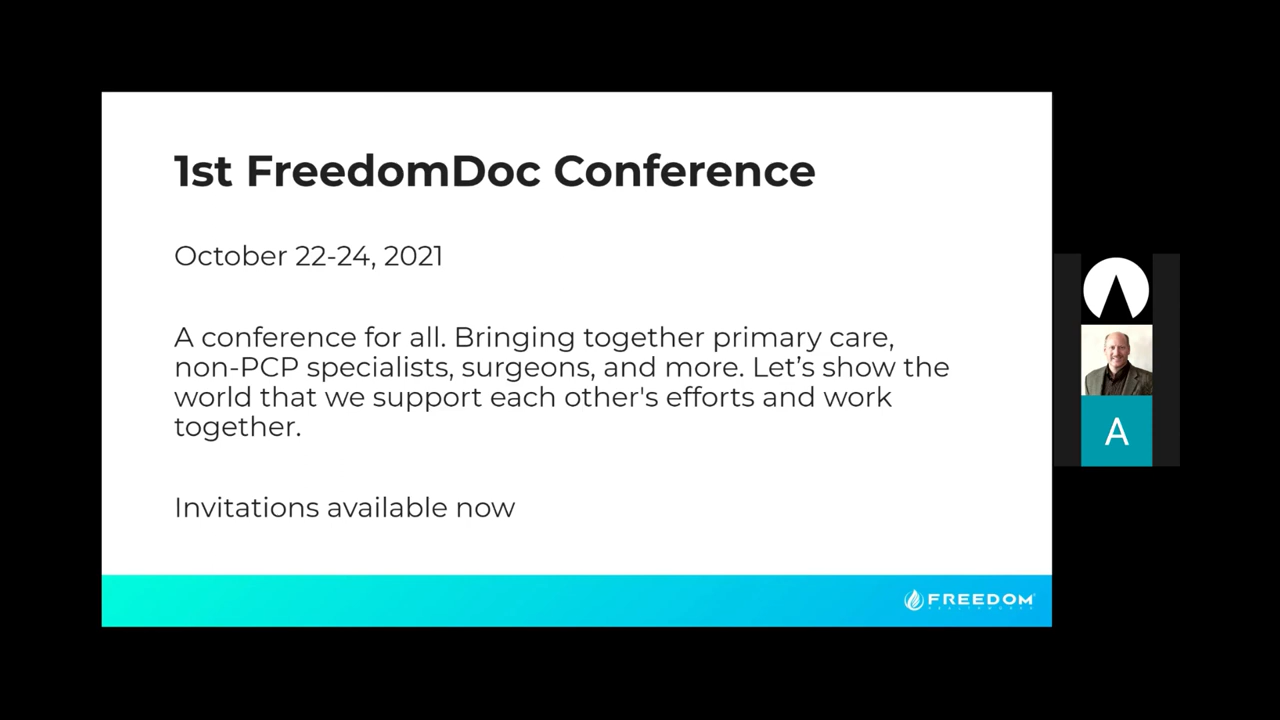 1st FreedomDoc Conference
October 22-24, 2021
A conference for all. Bringing together primary care,
non-PCP specialists, surgeons, and more. Let’s show the
world that we support each other's efforts and work
together.
Invitations available now
FREEDOM
A